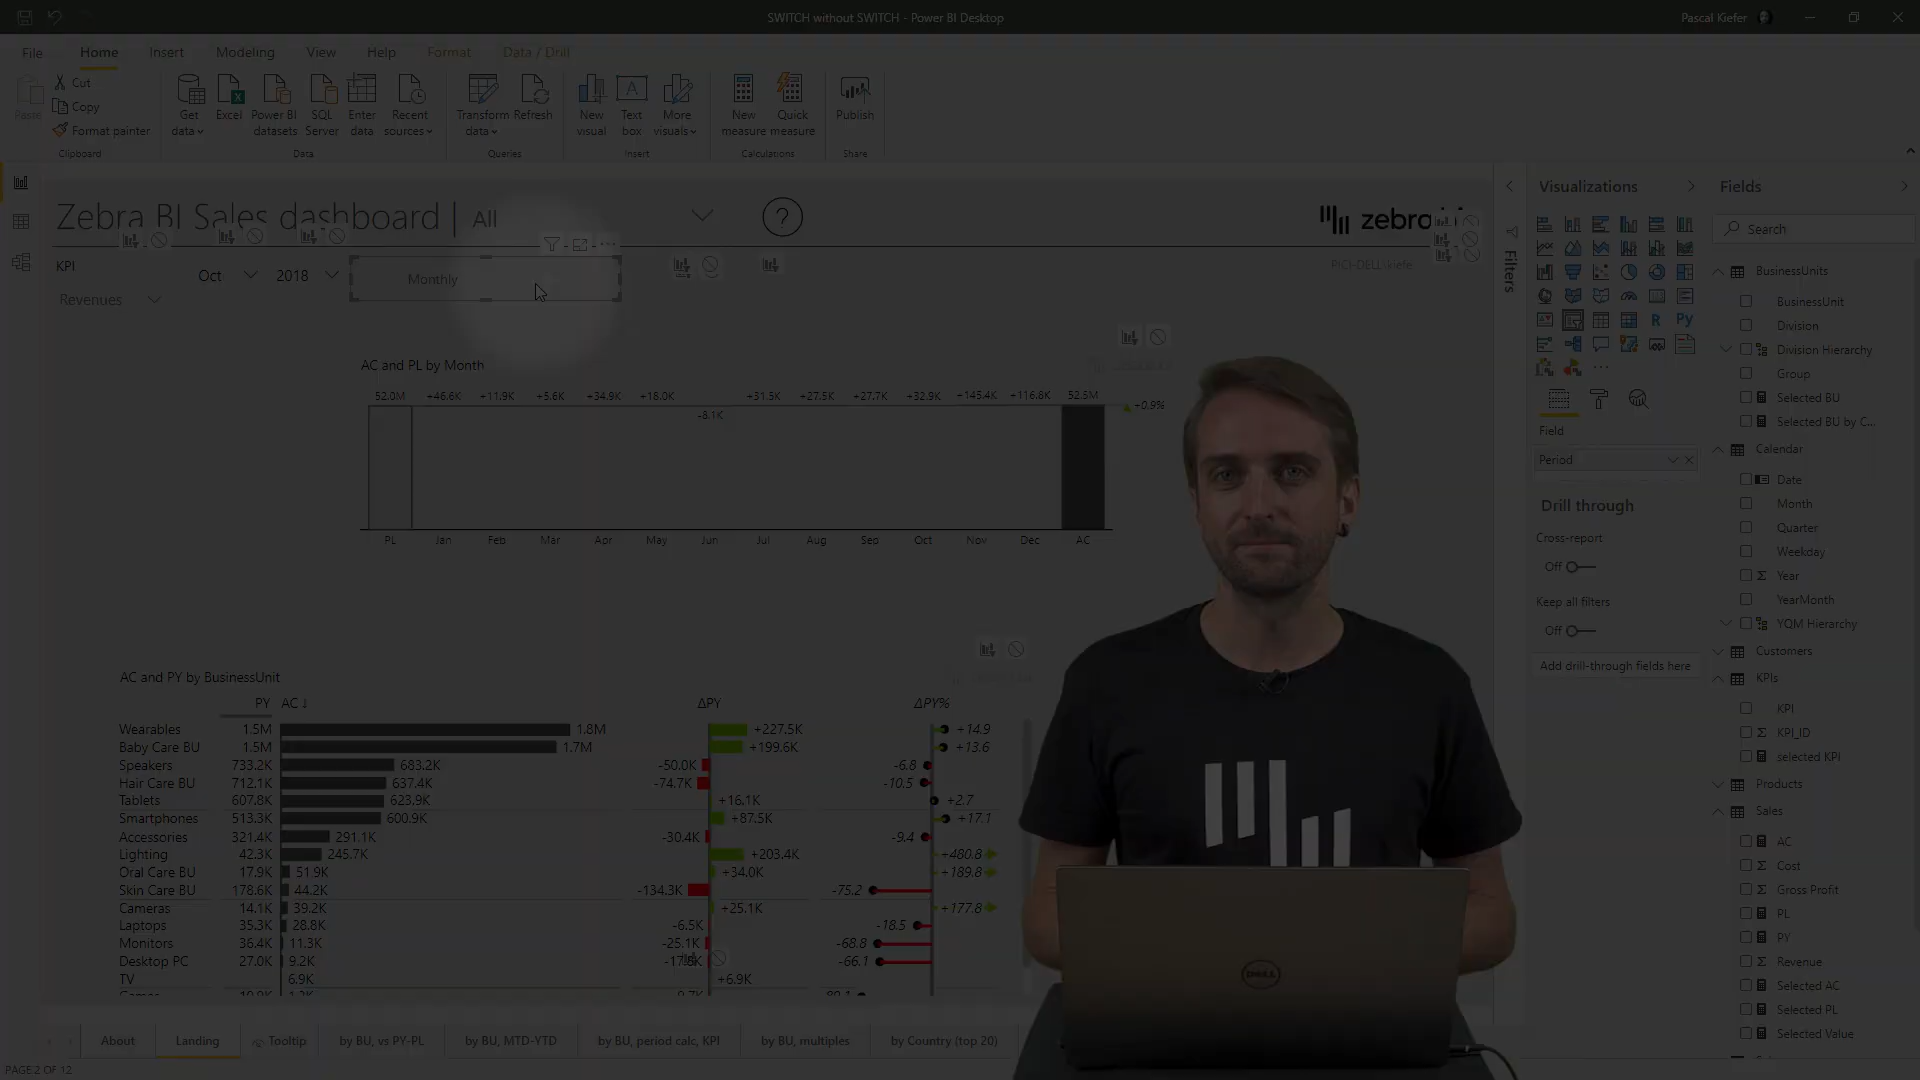 SWITCH without SWITCH - Power BI Desktop
Pascal Kiefer
File Home Insert Modeling View Help Format Data / Drill
Paste Cut Copy Format painter
Get data Excel Power BI datasets SQL Server Enter data Recent sources
Transform data Refresh
New visual Text box More visuals
New measure Quick measure
Publish
Clipboard Data Queries Insert Calculations Share
Zebra BI Sales dashboard | All
?
KPI
Revenues
Oct 2018
Monthly
AC and PL by Month
52.0M +46.6K +11.9K +5.6K +34.9K +18.0K -8.1K +31.5K +27.5K +27.7K +32.9K +145.4K +116.8K 52.5M +0.9%
PL Jan Feb Mar Apr May Jun Jul Aug Sep Oct Nov Dec AC
AC and PY by BusinessUnit
PY AC ΔPY ΔPY%
Wearables 1.5M 1.8M +227.5K +14.9
Baby Care BU 1.5M 1.7M +199.6K +13.6
Speakers 733.2K 683.2K -50.0K -6.8
Hair Care BU 712.1K 637.4K -74.7K -10.5
Tablets 607.8K 623.9K +16.1K +2.7
Smartphones 513.3K 600.9K +87.5K +17.1
Accessories 321.4K 291.1K -30.4K -9.4
Lighting 42.3K 245.7K +203.4K +480.8
Oral Care BU 17.9K 51.9K +34.0K +189.8
Skin Care BU 178.6K 44.2K -134.3K -75.2
Cameras 14.1K 39.2K +25.1K +177.8
Laptops 35.3K 28.8K -6.5K -18.5
Monitors 36.4K 11.3K -25.1K -68.8
Desktop PC 27.0K 9.2K -66.1
TV 6.9K +6.9K
About Landing Tooltip by BU, vs PY-PL by BU, MTD-YTD by BU, period calc, KPI by BU, multiples by Country (top 20)
PAGE 2 OF 12
DELL
Filters
Visualizations
R Py
Field
Period
Drill through
Cross-report
Off
Keep all filters
Off
Add drill-through fields here
Fields
Search
BusinessUnits
BusinessUnit
Division
Division Hierarchy
Group
Selected BU
Selected BU by C...
Calendar
Date
Month
Quarter
Weekday
Year
YearMonth
YQM Hierarchy
Customers
KPIs
KPI
KPI_ID
selected KPI
Products
Sales
AC
Cost
Gross Profit
PL
PY
Revenue
Selected AC
Selected PL
Selected Value